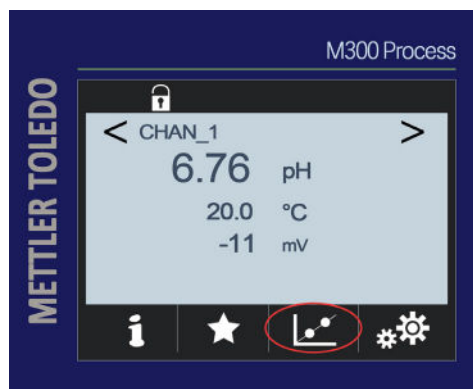 M300 Process
METTLER TOLEDO
< CHAN_1 >
6.76 pH
20.0 °C
-11 mV
i